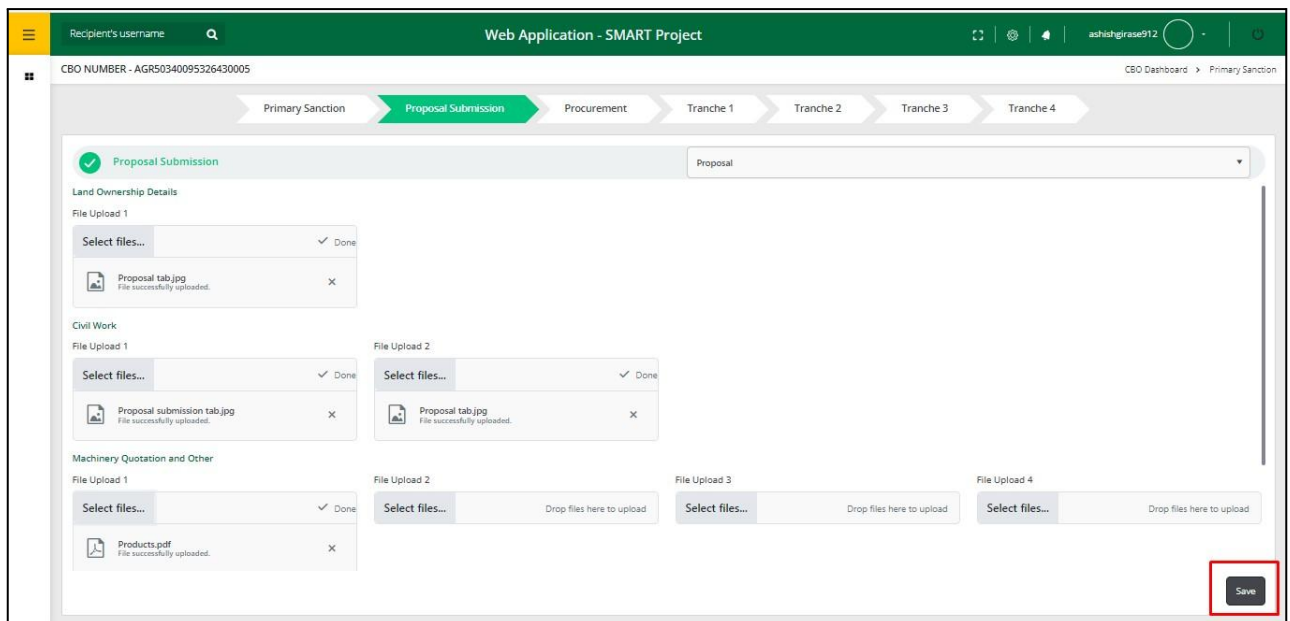 Recipient's username
Web Application - SMART Project
ashishgirase912
CBO NUMBER - AGR50340095326430005
CBO Dashboard > Primary Sanction
Primary Sanction
Proposal Submission
Procurement
Tranche 1
Tranche 2
Tranche 3
Tranche 4
Proposal Submission
Proposal
Land Ownership Details
File Upload 1
Select files...
Done
Proposal tab.jpg
File successfully uploaded.
Civil Work
File Upload 1
File Upload 2
Select files...
Done
Select files...
Done
Proposal submission tab.jpg
File successfully uploaded.
Proposal tab.jpg
File successfully uploaded.
Machinery Quotation and Other
File Upload 1
File Upload 2
File Upload 3
File Upload 4
Select files...
Done
Select files...
Drop files here to upload
Select files...
Drop files here to upload
Select files...
Drop files here to upload
Products.pdf
File successfully uploaded.
Save